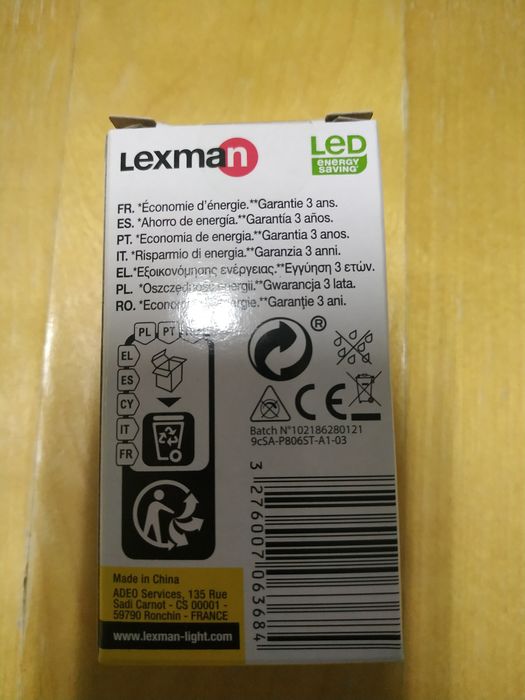 Lexman
LED
ENERGY
SAVING
FR. *Économie d'énergie.**Garantie 3 ans.
ES. *Ahorro de energía.**Garantía 3 años.
PT. *Economia de energia.**Garantia 3 anos.
IT. *Risparmio di energia.**Garanzia 3 anni.
EL.*Εξοικονόμησης ενέργειας.**Εγγύηση 3 ετών.
PL. *Oszczędność energii.**Gwarancja 3 lata.
RO. **Garanție 3 ani.
PL PT
EL
ES
CY
IT
FR
®
CE
Batch N°102186280121
9cSA-P806ST-A1-03
3 276007 063684
Made in China
ADEO Services, 135 Rue
Sadi Carnot - CS 00001 -
59790 Ronchin - FRANCE
www.lexman-light.com